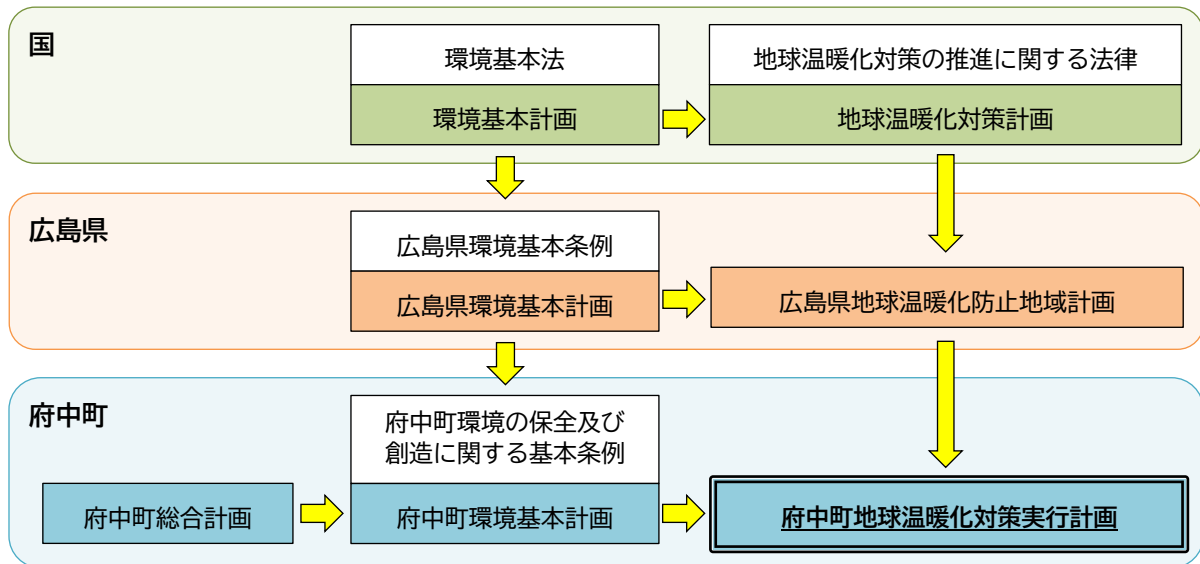 国
環境基本法
地球温暖化対策の推進に関する法律
環境基本計画
地球温暖化対策計画
広島県
広島県環境基本条例
広島県環境基本計画
広島県地球温暖化防止地域計画
府中町
府中町環境の保全及び
創造に関する基本条例
府中町総合計画
府中町環境基本計画
府中町地球温暖化対策実行計画